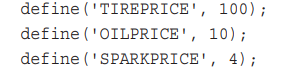 define('TIREPRICE', 100);
define('OILPRICE', 10);
define('SPARKPRICE', 4);